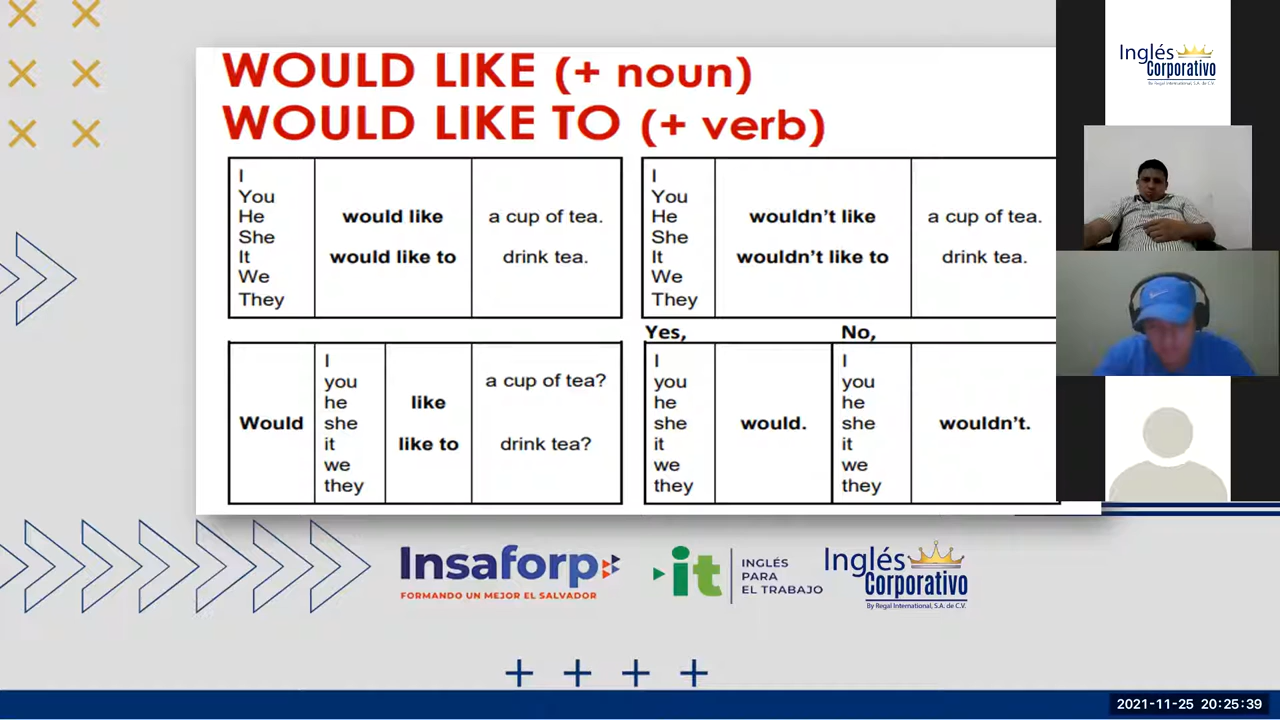 WOULD LIKE (+ noun)
WOULD LIKE TO (+ verb)
I
You
He
She
It
We
They
would like
would like to
a cup of tea.
drink tea.
I
You
He
She
It
We
They
wouldn't like
wouldn't like to
a cup of tea.
drink tea.
Would
I
you
he
she
it
we
they
like
like to
a cup of tea?
drink tea?
Yes,
I
you
he
she
it
we
they
would.
No,
I
you
he
she
it
we
they
wouldn't.
Inglés
Corporativo
By Regal International, S.A. de C.V.
Insaforp
FORMANDO UN MEJOR EL SALVADOR
it
INGLÉS
PARA
EL TRABAJO
Inglés
Corporativo
By Regal International, S.A. de C.V.
2021-11-25 20:25:39